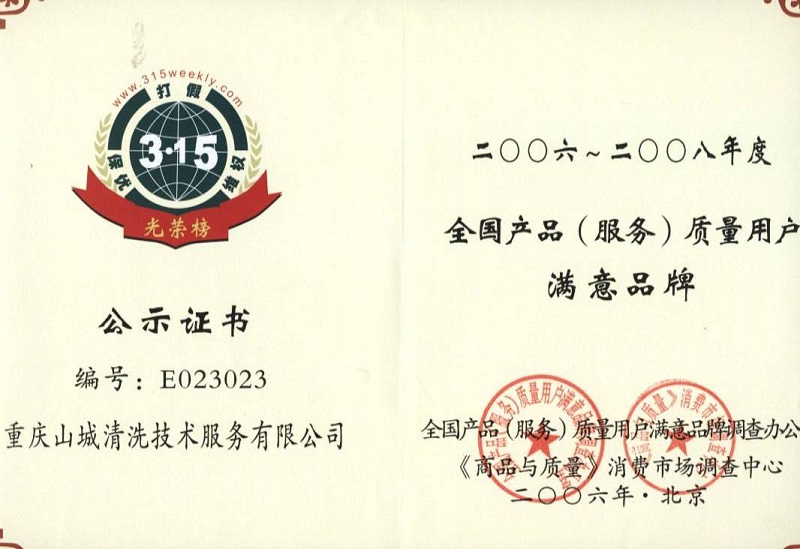 www.315weekly.com
打假
保优
3·15
维权
光荣榜
公示证书
编号：E023023
重庆山城清洗技术服务有限公司
二〇〇六～二〇〇八年度
全国产品（服务）质量用户
满意品牌
全国产品（服务）质量用户满意品牌调查办公
《商品与质量》消费市场调查中心
二〇〇六年·北京